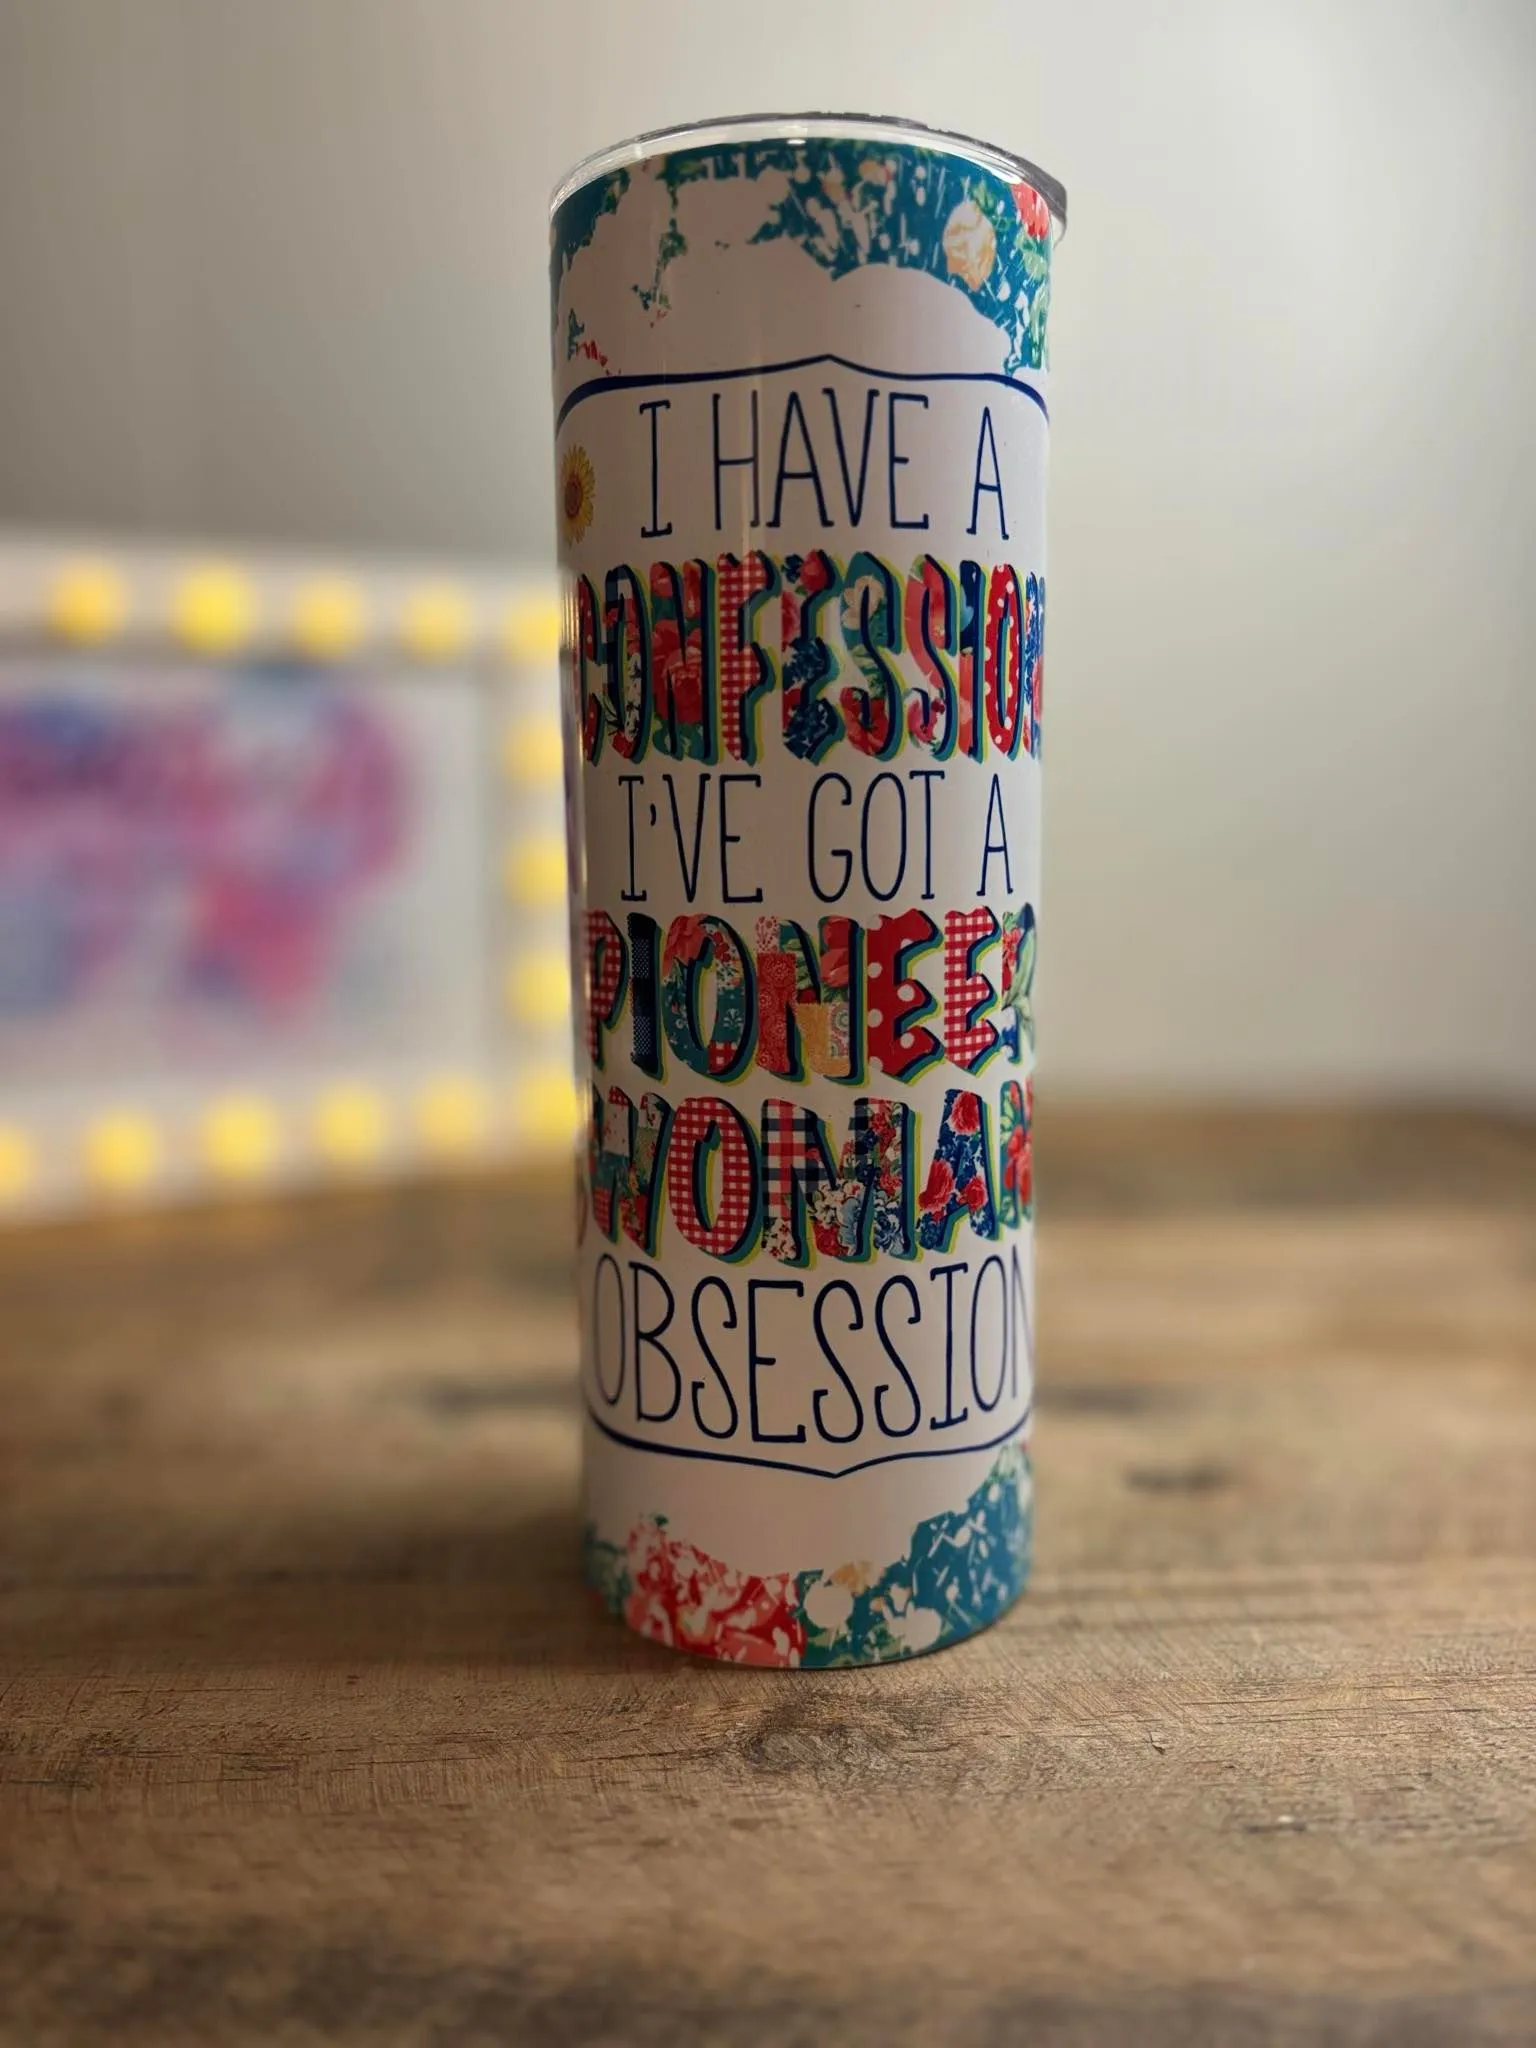 I HAVE A
CONFESSION
I'VE GOT A
PIONEER
WOMAN
OBSESSION